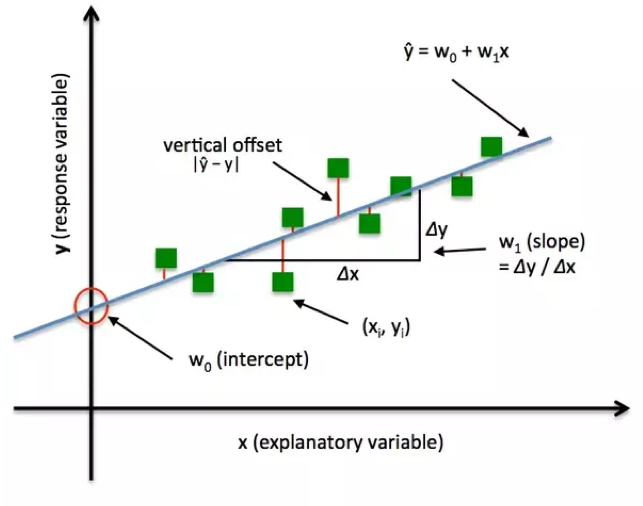 ŷ = w₀ + w₁x
vertical offset
|ŷ – y|
y (response variable)
Δy
w₁ (slope)
= Δy / Δx
Δx
(xᵢ, yᵢ)
w₀ (intercept)
x (explanatory variable)